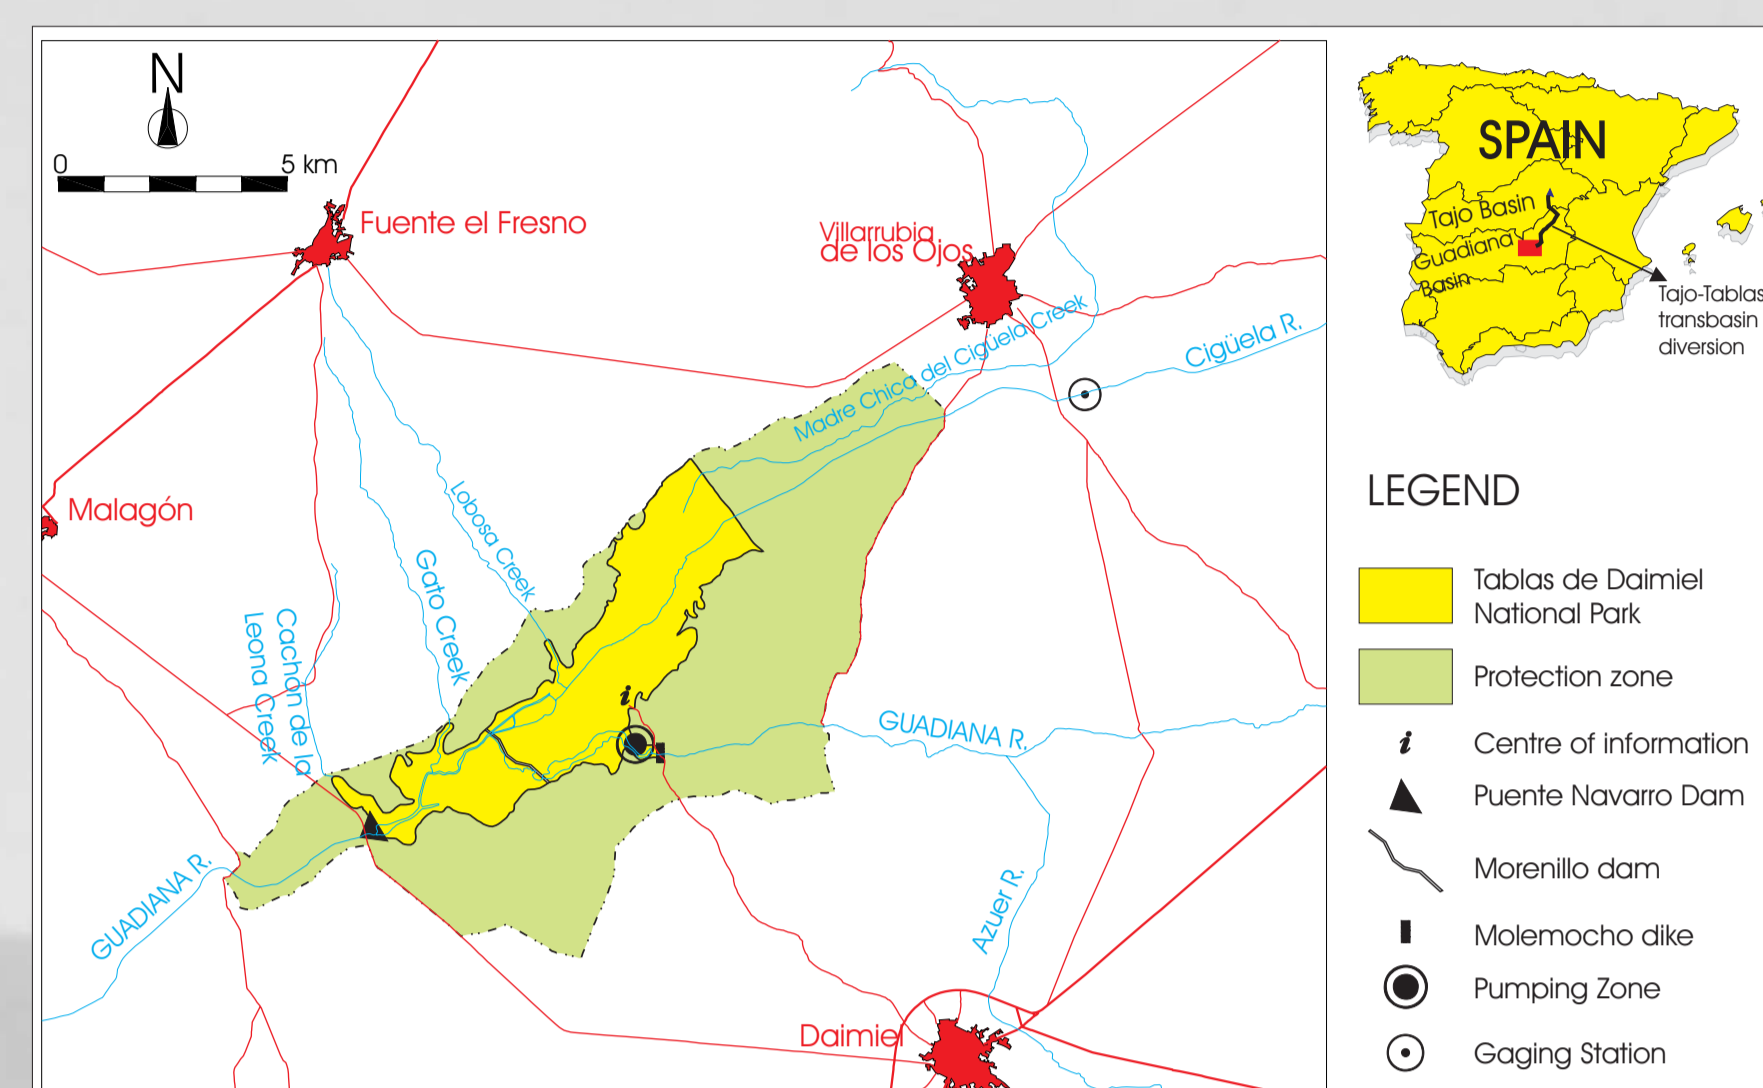 N
0 5 km
Fuente el Fresno
Villarrubia
de los Ojos
Malagón
Madre Chica del Cigüela Creek
Cigüela R.
Lobosa Creek
Gato Creek
Cachón de la
Leona Creek
i
GUADIANA R.
GUADIANA R.
Azuer R.
Daimiel
SPAIN
Tajo Basin
Guadiana
Basin
Tajo-Tablas
transbasin
diversion
LEGEND
Tablas de Daimiel
National Park
Protection zone
i Centre of information
Puente Navarro Dam
Morenillo dam
Molemocho dike
Pumping Zone
Gaging Station